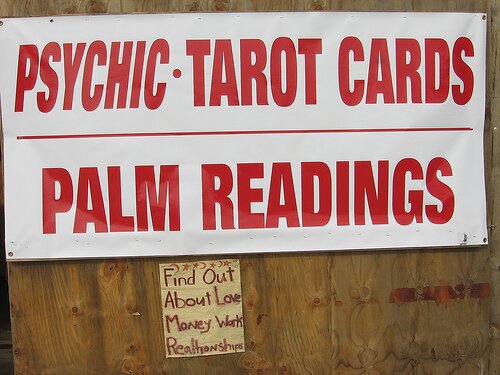 PSYCHIC · TAROT CARDS
PALM READINGS
Find Out
About Love
Money Work
Realtionships